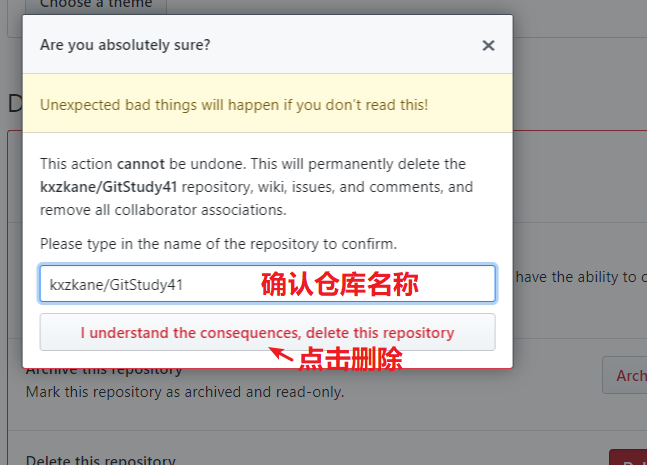 Choose a theme
Are you absolutely sure?
Unexpected bad things will happen if you don't read this!
This action cannot be undone. This will permanently delete the
kxzkane/GitStudy41 repository, wiki, issues, and comments, and
remove all collaborator associations.
Please type in the name of the repository to confirm.
kxzkane/GitStudy41 确认仓库名称
have the ability to
I understand the consequences, delete this repository
点击删除
Archive this repository
Mark this repository as archived and read-only.
Delete this repository